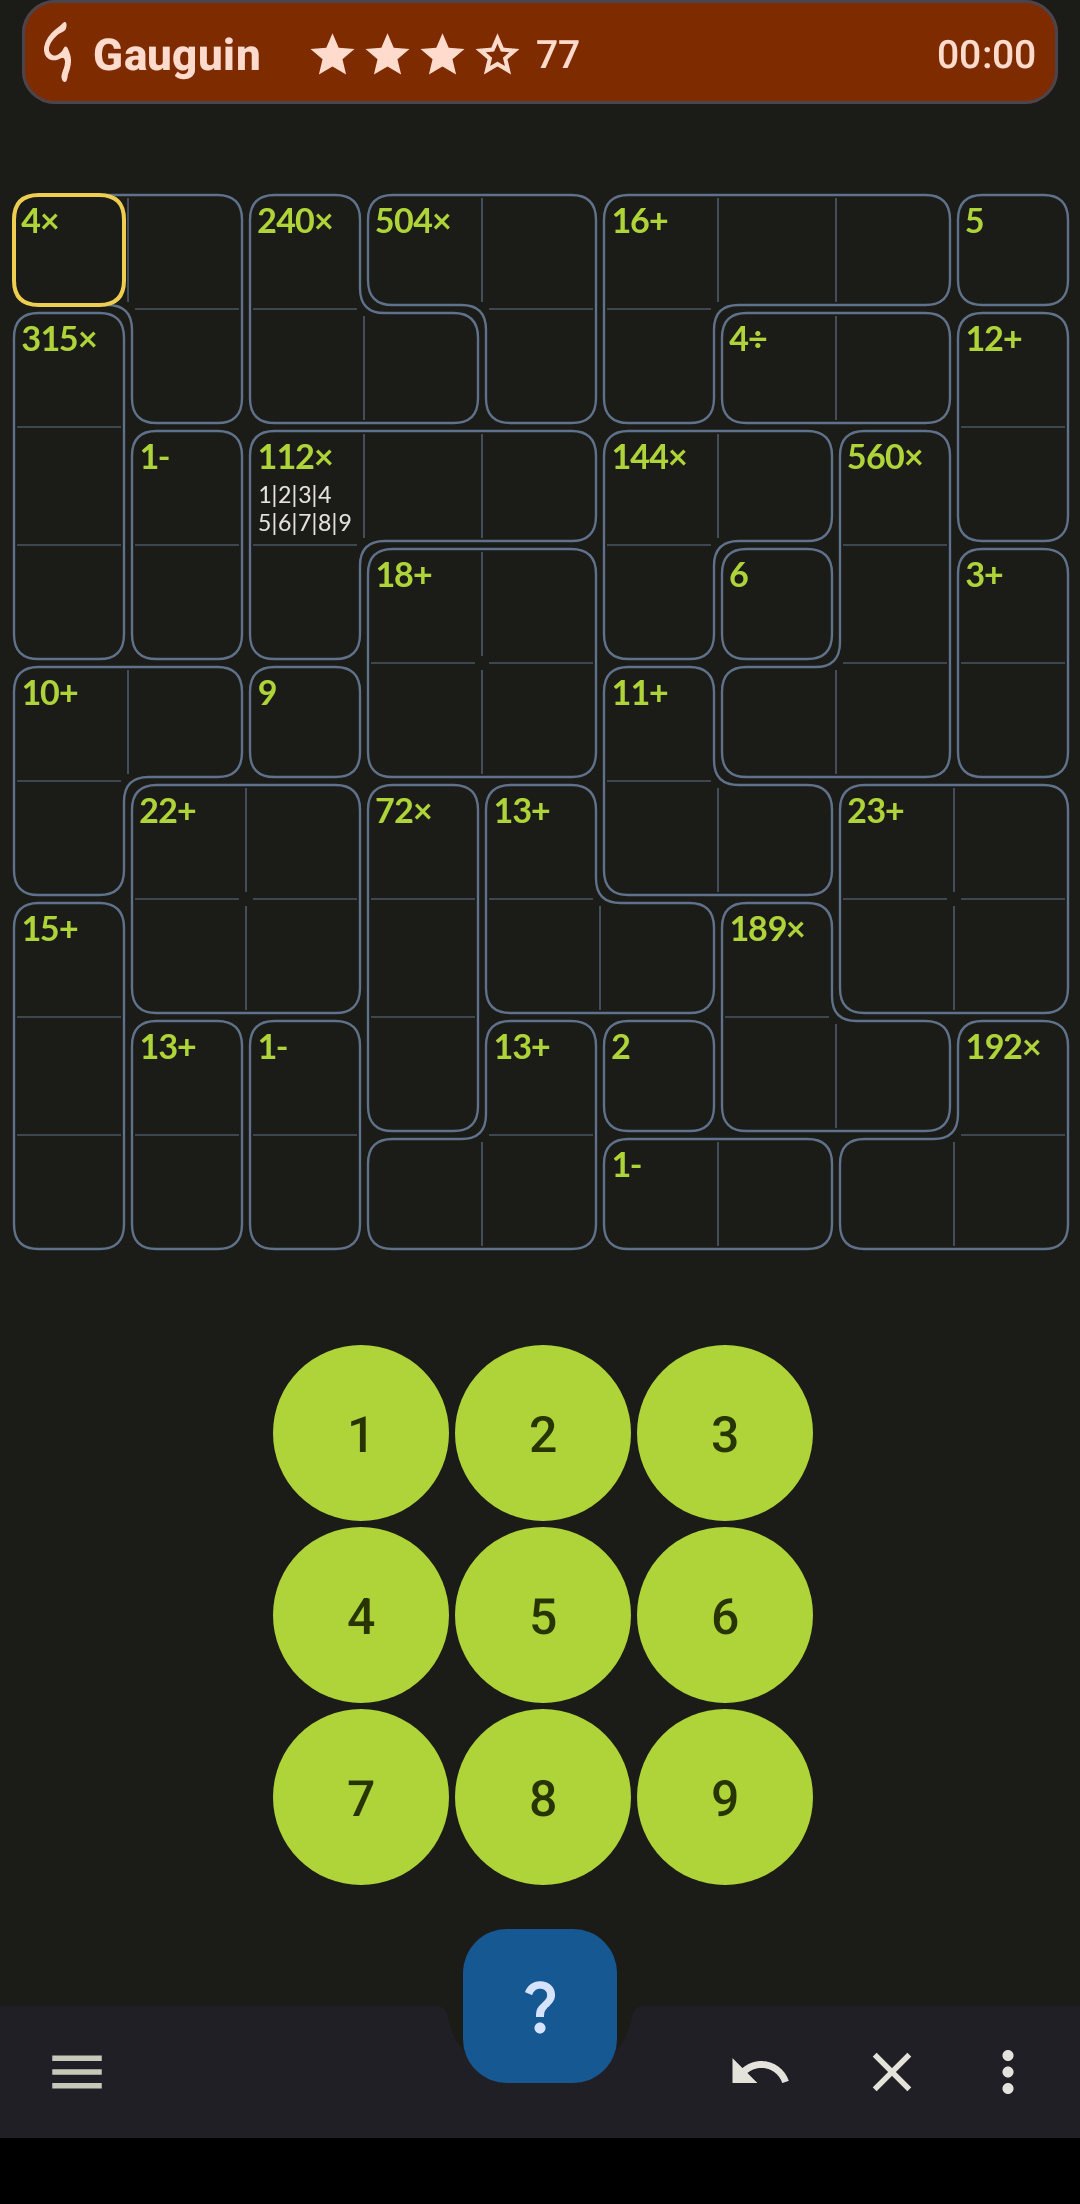 Gauguin 77 00:00
4× 240× 504× 16+ 5
315× 4÷ 12+
1- 112× 144× 560×
1|2|3|4
5|6|7|8|9
18+ 6 3+
10+ 9 11+
22+ 72× 13+ 23+
15+ 189×
13+ 1- 13+ 2 192×
1-
1 2 3
4 5 6
7 8 9
?